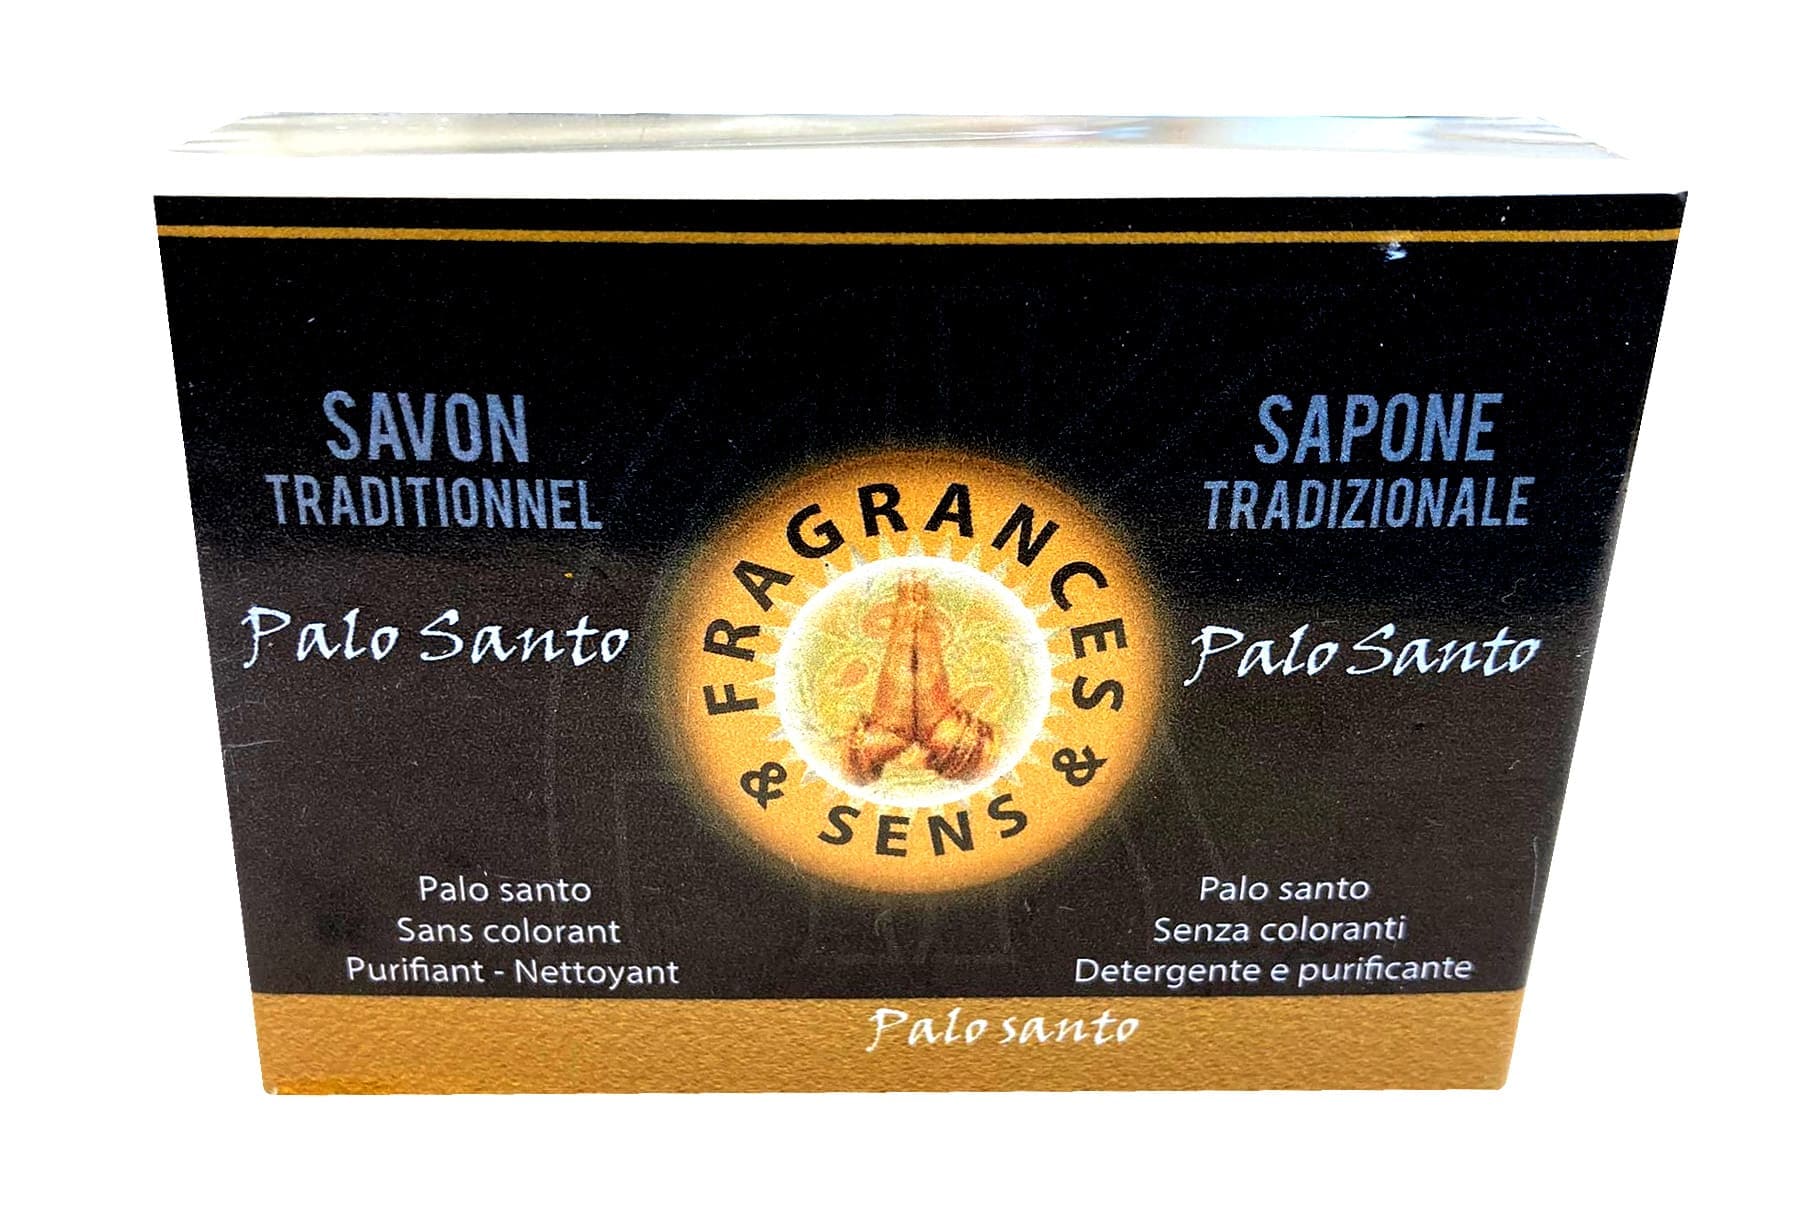 SAVON
TRADITIONNEL
Palo Santo
Palo santo
Sans colorant
Purifiant - Nettoyant
FRAGRANCES & SENS &
SAPONE
TRADIZIONALE
Palo Santo
Palo santo
Senza coloranti
Detergente e purificante
Palo santo